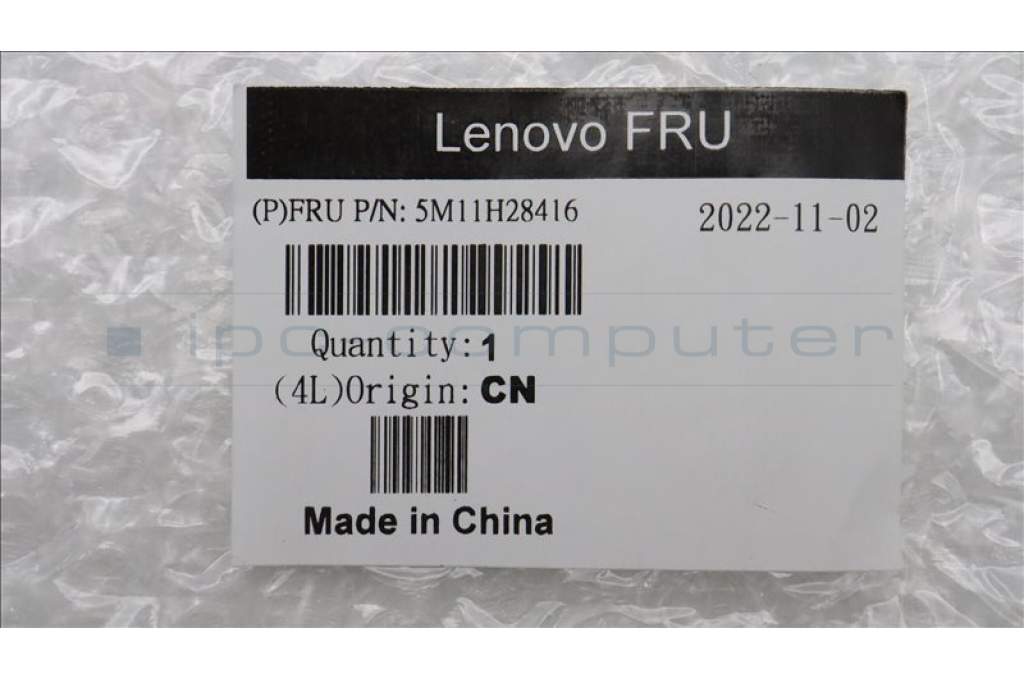 Lenovo FRU
(P)FRU P/N: 5M11H28416
2022-11-02
Quantity: 1
ipc-computer
(4L)Origin: CN
Made in China